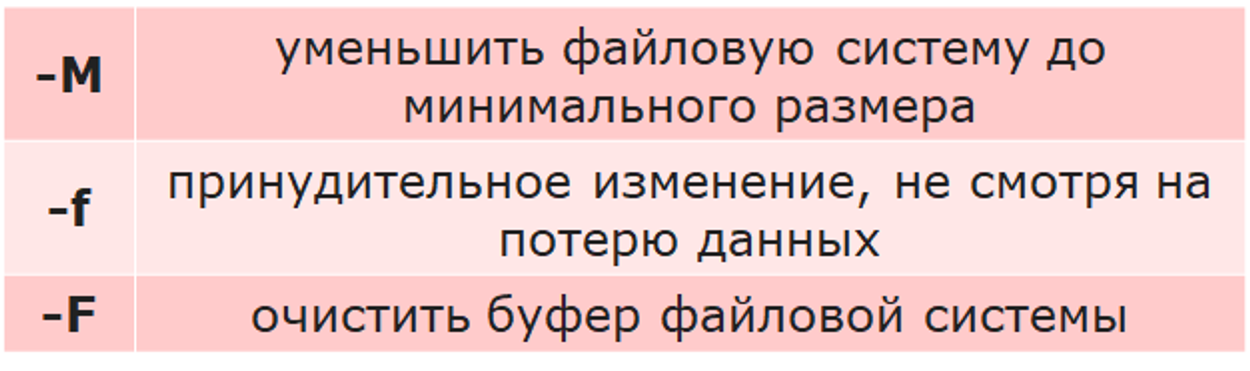 -M
уменьшить файловую систему до
минимального размера
-f
принудительное изменение, не смотря на
потерю данных
-F
очистить буфер файловой системы